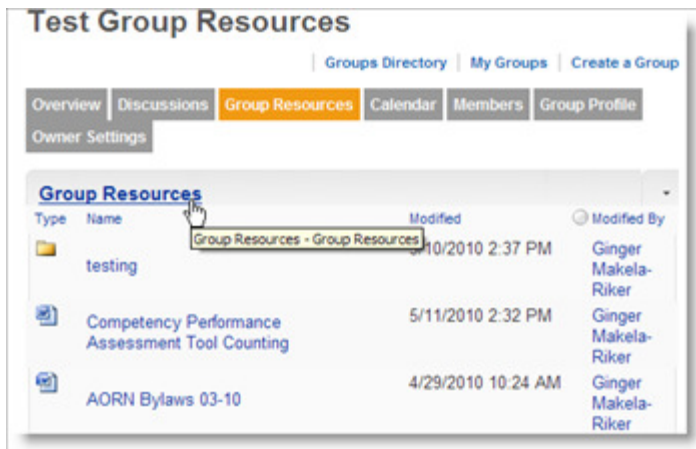 Test Group Resources
Groups Directory | My Groups | Create a Group
Overview Discussions Group Resources Calendar Members Group Profile
Owner Settings
Group Resources
Type Name Modified Modified By
Group Resources - Group Resources
testing /10/2010 2:37 PM Ginger
Makela-
Riker
Competency Performance 5/11/2010 2:32 PM Ginger
Assessment Tool Counting Makela-
Riker
AORN Bylaws 03-10 4/29/2010 10:24 AM Ginger
Makela-
Riker